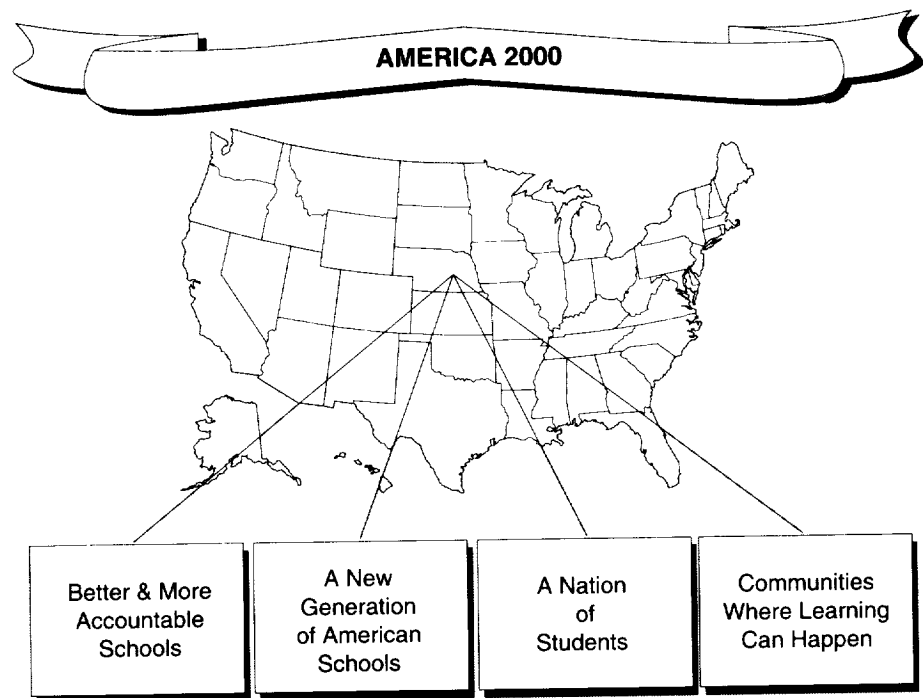 AMERICA 2000
Better & More
Accountable
Schools
A New
Generation
of American
Schools
A Nation
of
Students
Communities
Where Learning
Can Happen